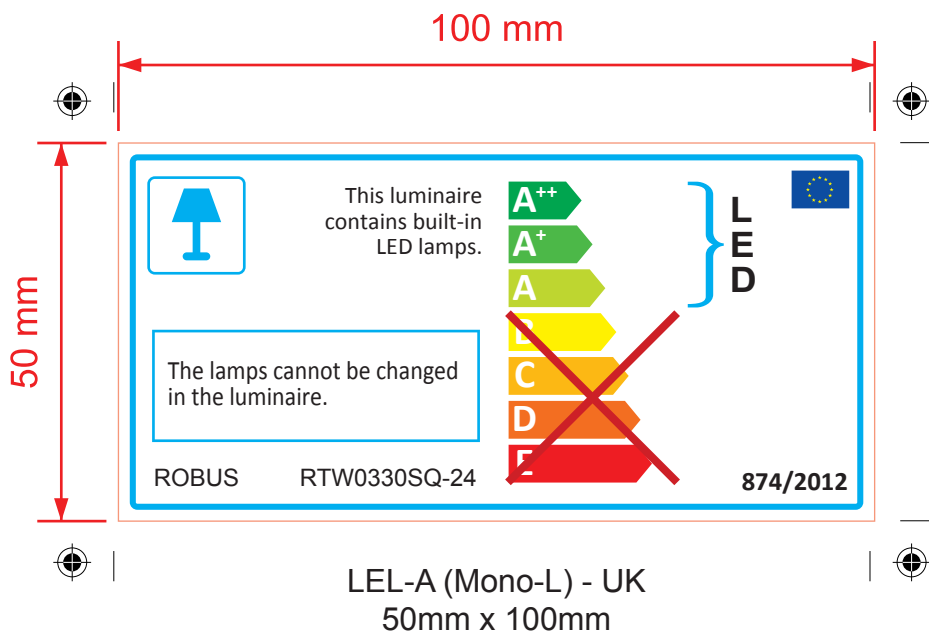 100 mm
50 mm
This luminaire
contains built-in
LED lamps.
A++
A+
A
B
C
D
E
L
E
D
The lamps cannot be changed
in the luminaire.
ROBUS RTW0330SQ-24
874/2012
LEL-A (Mono-L) - UK
50mm x 100mm